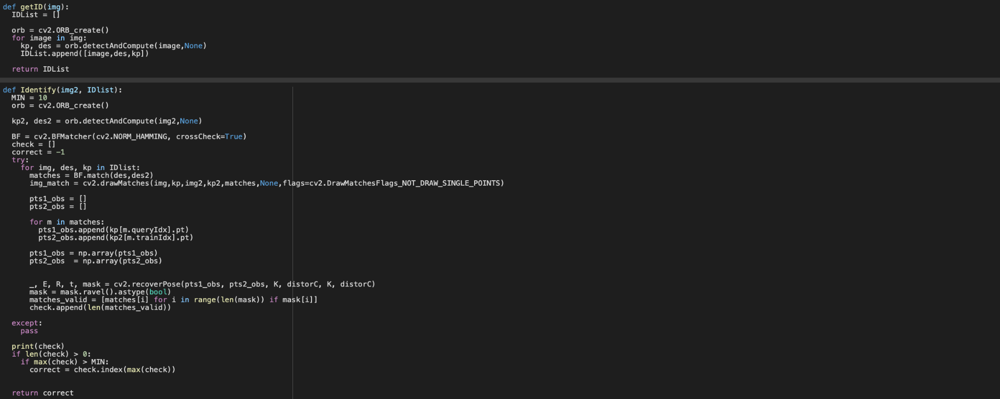 def getID(img):
  IDList = []

  orb = cv2.ORB_create()
  for image in img:
    kp, des = orb.detectAndCompute(image,None)
    IDList.append([image,des,kp])

  return IDList

def Identify(img2, IDlist):
  MIN = 10
  orb = cv2.ORB_create()

  kp2, des2 = orb.detectAndCompute(img2,None)

  BF = cv2.BFMatcher(cv2.NORM_HAMMING, crossCheck=True)
  check = []
  correct = -1
  try:
    for img, des, kp in IDlist:
      matches = BF.match(des,des2)
      img_match = cv2.drawMatches(img,kp,img2,kp2,matches,None,flags=cv2.DrawMatchesFlags_NOT_DRAW_SINGLE_POINTS)

      pts1_obs = []
      pts2_obs = []

      for m in matches:
        pts1_obs.append(kp[m.queryIdx].pt)
        pts2_obs.append(kp2[m.trainIdx].pt)

      pts1_obs = np.array(pts1_obs)
      pts2_obs  = np.array(pts2_obs)


      _, E, R, t, mask = cv2.recoverPose(pts1_obs, pts2_obs, K, distorC, K, distorC)
      mask = mask.ravel().astype(bool)
      matches_valid = [matches[i] for i in range(len(mask)) if mask[i]]
      check.append(len(matches_valid))

  except:
    pass

  print(check)
  if len(check) > 0:
    if max(check) > MIN:
      correct = check.index(max(check))


  return correct